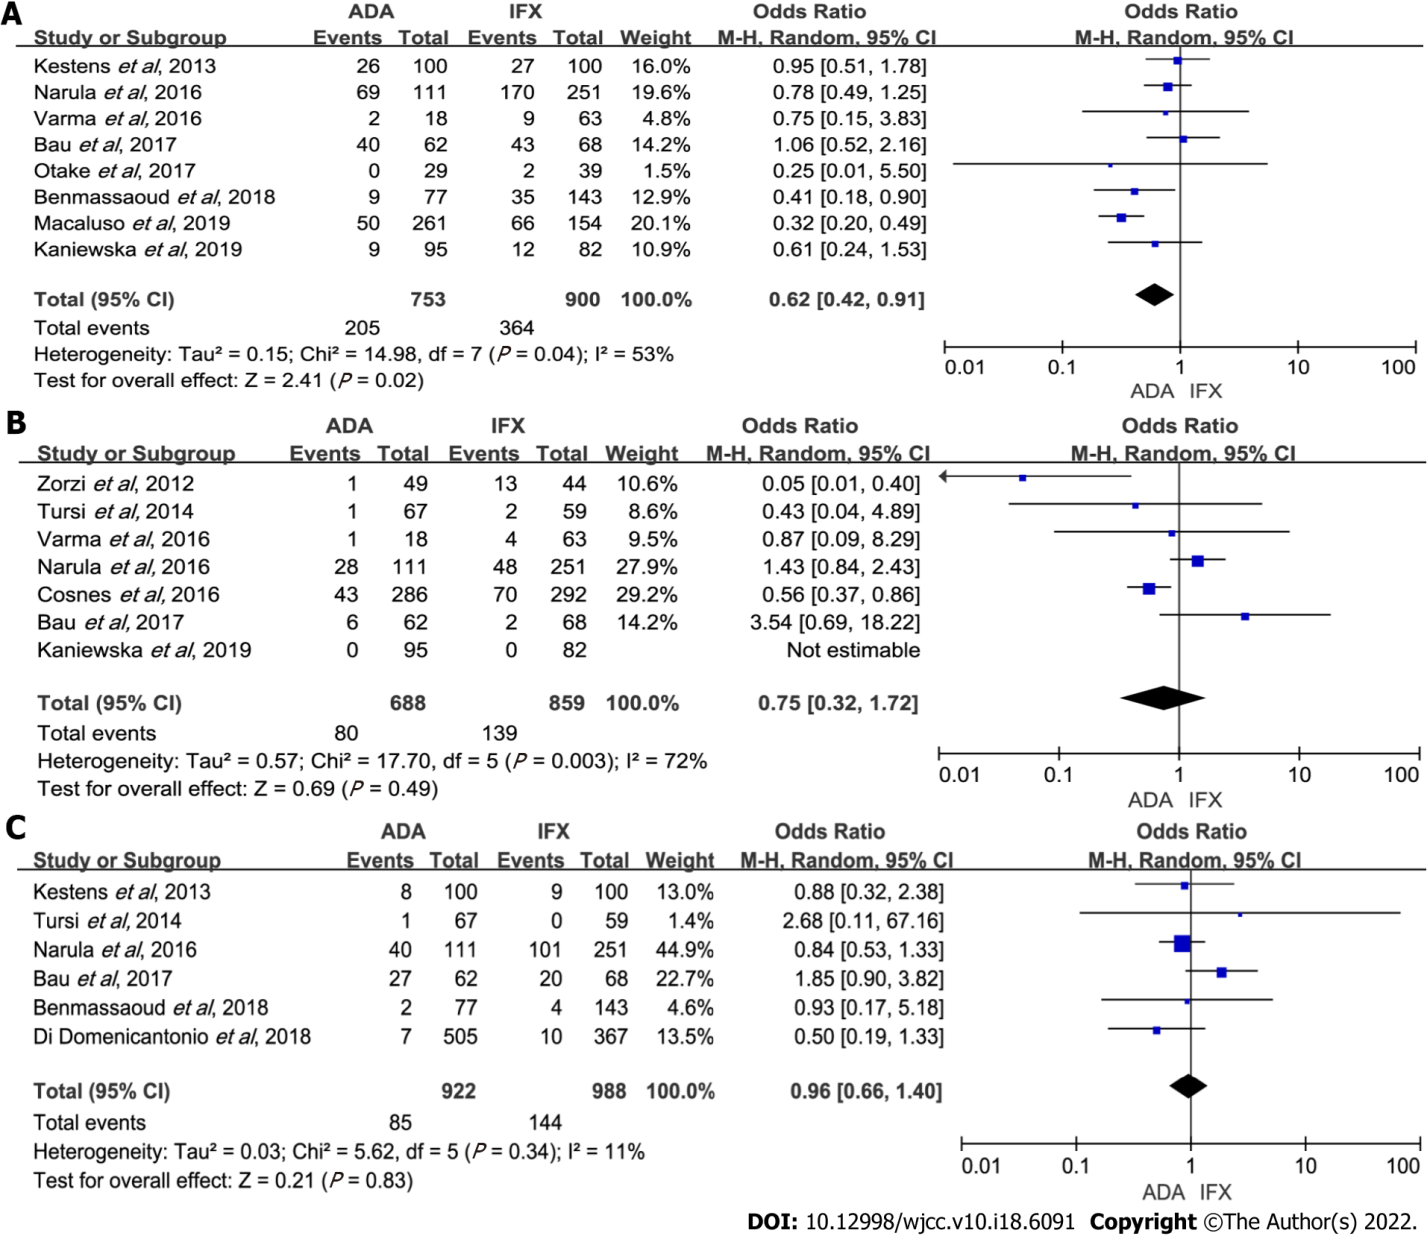 A
ADA IFX Odds Ratio Odds Ratio
Study or Subgroup Events Total Events Total Weight M-H, Random, 95% CI M-H, Random, 95% CI
Kestens et al, 2013 26 100 27 100 16.0% 0.95 [0.51, 1.78]
Narula et al, 2016 69 111 170 251 19.6% 0.78 [0.49, 1.25]
Varma et al, 2016 2 18 9 63 4.8% 0.75 [0.15, 3.83]
Bau et al, 2017 40 62 43 68 14.2% 1.06 [0.52, 2.16]
Otake et al, 2017 0 29 2 39 1.5% 0.25 [0.01, 5.50]
Benmassaoud et al, 2018 9 77 35 143 12.9% 0.41 [0.18, 0.90]
Macaluso et al, 2019 50 261 66 154 20.1% 0.32 [0.20, 0.49]
Kaniewska et al, 2019 9 95 12 82 10.9% 0.61 [0.24, 1.53]
Total (95% CI) 753 900 100.0% 0.62 [0.42, 0.91]
Total events 205 364
Heterogeneity: Tau² = 0.15; Chi² = 14.98, df = 7 (P = 0.04); I² = 53%
Test for overall effect: Z = 2.41 (P = 0.02)
0.01 0.1 1 10 100
ADA IFX
B
ADA IFX Odds Ratio Odds Ratio
Study or Subgroup Events Total Events Total Weight M-H, Random, 95% CI M-H, Random, 95% CI
Zorzi et al, 2012 1 49 13 44 10.6% 0.05 [0.01, 0.40]
Tursi et al, 2014 1 67 2 59 8.6% 0.43 [0.04, 4.89]
Varma et al, 2016 1 18 4 63 9.5% 0.87 [0.09, 8.29]
Narula et al, 2016 28 111 48 251 27.9% 1.43 [0.84, 2.43]
Cosnes et al, 2016 43 286 70 292 29.2% 0.56 [0.37, 0.86]
Bau et al, 2017 6 62 2 68 14.2% 3.54 [0.69, 18.22]
Kaniewska et al, 2019 0 95 0 82 Not estimable
Total (95% CI) 688 859 100.0% 0.75 [0.32, 1.72]
Total events 80 139
Heterogeneity: Tau² = 0.57; Chi² = 17.70, df = 5 (P = 0.003); I² = 72%
Test for overall effect: Z = 0.69 (P = 0.49)
0.01 0.1 1 10 100
ADA IFX
C
ADA IFX Odds Ratio Odds Ratio
Study or Subgroup Events Total Events Total Weight M-H, Random, 95% CI M-H, Random, 95% CI
Kestens et al, 2013 8 100 9 100 13.0% 0.88 [0.32, 2.38]
Tursi et al, 2014 1 67 0 59 1.4% 2.68 [0.11, 67.16]
Narula et al, 2016 40 111 101 251 44.9% 0.84 [0.53, 1.33]
Bau et al, 2017 27 62 20 68 22.7% 1.85 [0.90, 3.82]
Benmassaoud et al, 2018 2 77 4 143 4.6% 0.93 [0.17, 5.18]
Di Domenicantonio et al, 2018 7 505 10 367 13.5% 0.50 [0.19, 1.33]
Total (95% CI) 922 988 100.0% 0.96 [0.66, 1.40]
Total events 85 144
Heterogeneity: Tau² = 0.03; Chi² = 5.62, df = 5 (P = 0.34); I² = 11%
Test for overall effect: Z = 0.21 (P = 0.83)
0.01 0.1 1 10 100
ADA IFX
DOI: 10.12998/wjcc.v10.i18.6091 Copyright ©The Author(s) 2022.